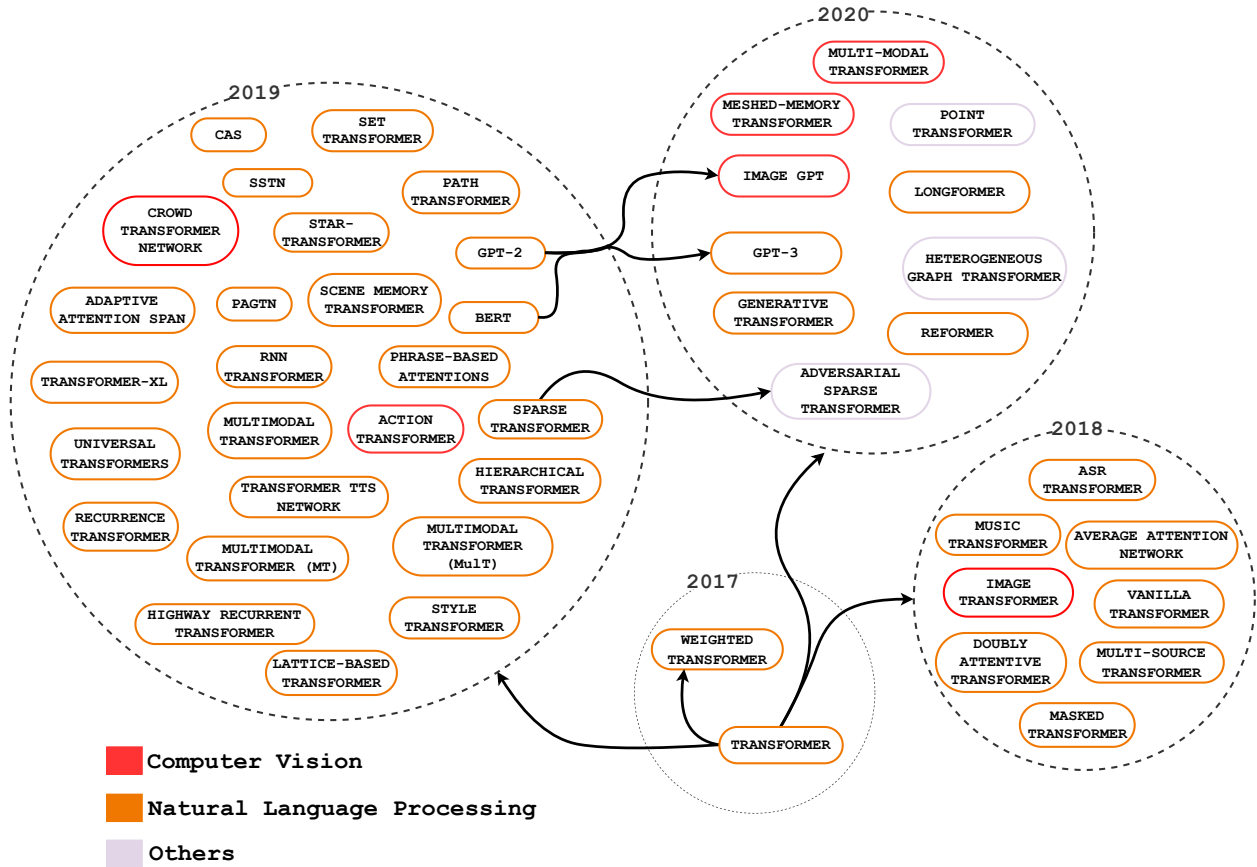 2019
CAS
SET
TRANSFORMER
SSTN
PATH
TRANSFORMER
CROWD
TRANSFORMER
NETWORK
STAR-
TRANSFORMER
GPT-2
ADAPTIVE
ATTENTION SPAN
PAGTN
SCENE MEMORY
TRANSFORMER
BERT
TRANSFORMER-XL
RNN
TRANSFORMER
PHRASE-BASED
ATTENTIONS
MULTIMODAL
TRANSFORMER
ACTION
TRANSFORMER
SPARSE
TRANSFORMER
UNIVERSAL
TRANSFORMERS
TRANSFORMER TTS
NETWORK
HIERARCHICAL
TRANSFORMER
RECURRENCE
TRANSFORMER
MULTIMODAL
TRANSFORMER (MT)
MULTIMODAL
TRANSFORMER
(MulT)
HIGHWAY RECURRENT
TRANSFORMER
STYLE
TRANSFORMER
LATTICE-BASED
TRANSFORMER
2020
MULTI-MODAL
TRANSFORMER
MESHED-MEMORY
TRANSFORMER
POINT
TRANSFORMER
IMAGE GPT
LONGFORMER
GPT-3
HETEROGENEOUS
GRAPH TRANSFORMER
GENERATIVE
TRANSFORMER
REFORMER
ADVERSARIAL
SPARSE
TRANSFORMER
2018
ASR
TRANSFORMER
MUSIC
TRANSFORMER
AVERAGE ATTENTION
NETWORK
IMAGE
TRANSFORMER
VANILLA
TRANSFORMER
DOUBLY
ATTENTIVE
TRANSFORMER
MULTI-SOURCE
TRANSFORMER
MASKED
TRANSFORMER
2017
WEIGHTED
TRANSFORMER
TRANSFORMER
Computer Vision
Natural Language Processing
Others